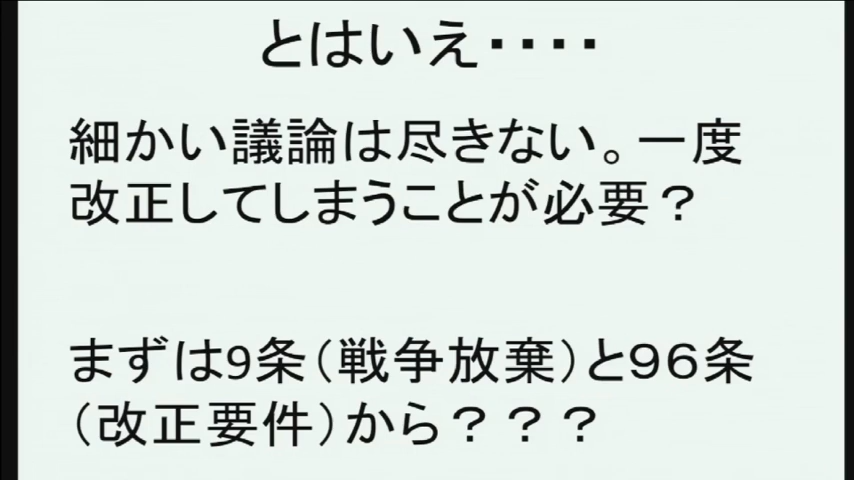 とはいえ・・・・
細かい議論は尽きない。一度
改正してしまうことが必要？
まずは9条（戦争放棄）と９６条
（改正要件）から？？？